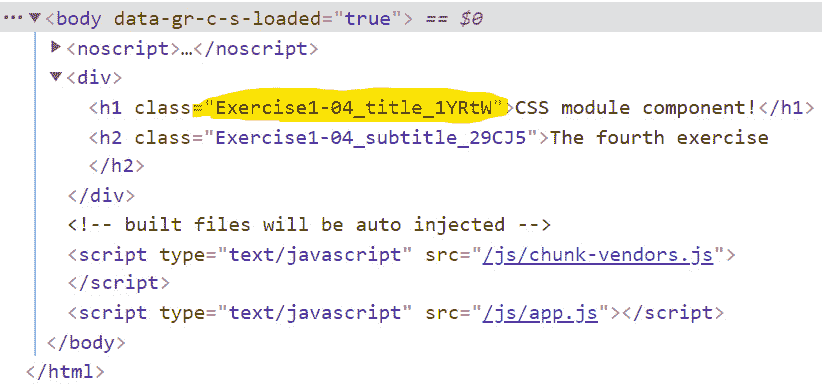 ···▼<body data-gr-c-s-loaded="true"> == $0
▶<noscript>…</noscript>
▼<div>
<h1 class="Exercise1-04_title_1YRtW">CSS module component!</h1>
<h2 class="Exercise1-04_subtitle_29CJ5">The fourth exercise
</h2>
</div>
<!-- built files will be auto injected -->
<script type="text/javascript" src="/js/chunk-vendors.js">
</script>
<script type="text/javascript" src="/js/app.js"></script>
</body>
</html>